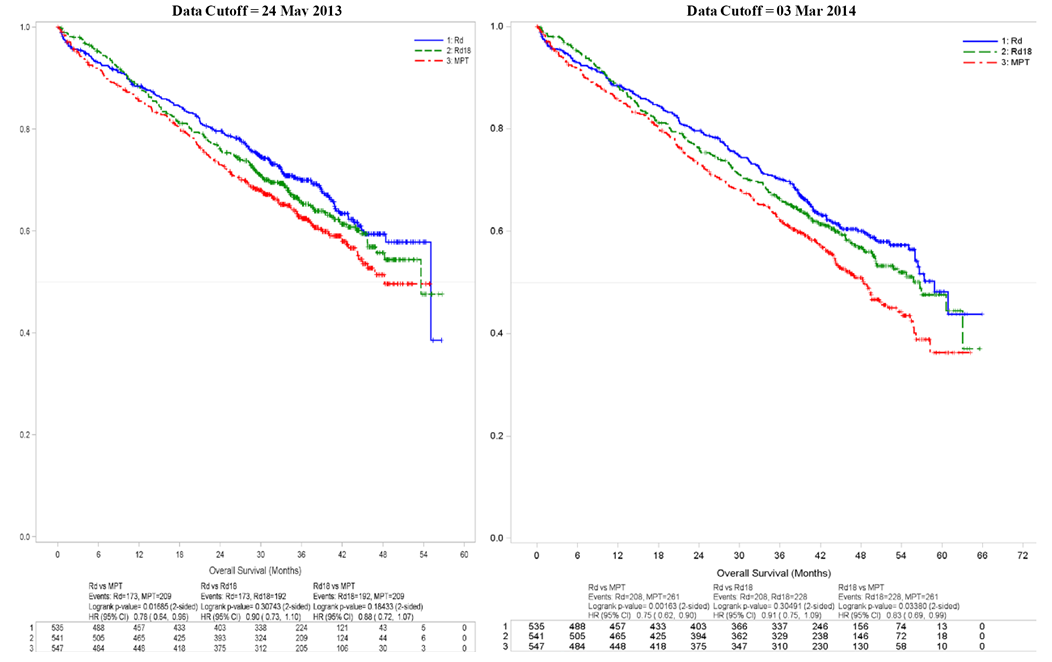 Data Cutoff = 24 May 2013
1: Rd
2: Rd18
3: MPT
1.0
0.8
0.6
0.4
0.2
0.0
0 6 12 18 24 30 36 42 48 54 60
Overall Survival (Months)
Rd vs MPT Rd vs Rd18 Rd18 vs MPT
Events: Rd=173, MPT=209 Events: Rd=173, Rd18=192 Events: Rd18=192, MPT=209
Logrank p-value= 0.01685 (2-sided) Logrank p-value= 0.30743 (2-sided) Logrank p-value= 0.18433 (2-sided)
HR (95% CI) 0.78 ( 0.64, 0.96) HR (95% CI) 0.90 ( 0.73, 1.10) HR (95% CI) 0.88 ( 0.72, 1.07)
1 535 488 457 433 403 338 224 121 43 5 0
2 541 505 465 425 393 324 209 124 44 6 0
3 547 484 448 418 375 312 205 106 30 3 0
Data Cutoff = 03 Mar 2014
1: Rd
2: Rd18
3: MPT
1.0
0.8
0.6
0.4
0.2
0.0
0 6 12 18 24 30 36 42 48 54 60 66 72
Overall Survival (Months)
Rd vs MPT Rd vs Rd18 Rd18 vs MPT
Events: Rd=208, MPT=261 Events: Rd=208, Rd18=228 Events: Rd18=228, MPT=261
Logrank p-value= 0.00163 (2-sided) Logrank p-value= 0.30491 (2-sided) Logrank p-value= 0.03380 (2-sided)
HR (95% CI) 0.75 ( 0.62, 0.90) HR (95% CI) 0.91 ( 0.75, 1.09) HR (95% CI) 0.83 ( 0.69, 0.99)
1 535 488 457 433 403 366 337 246 156 74 13 0
2 541 505 465 425 394 362 329 238 146 72 18 0
3 547 484 448 418 375 347 310 230 130 58 10 0